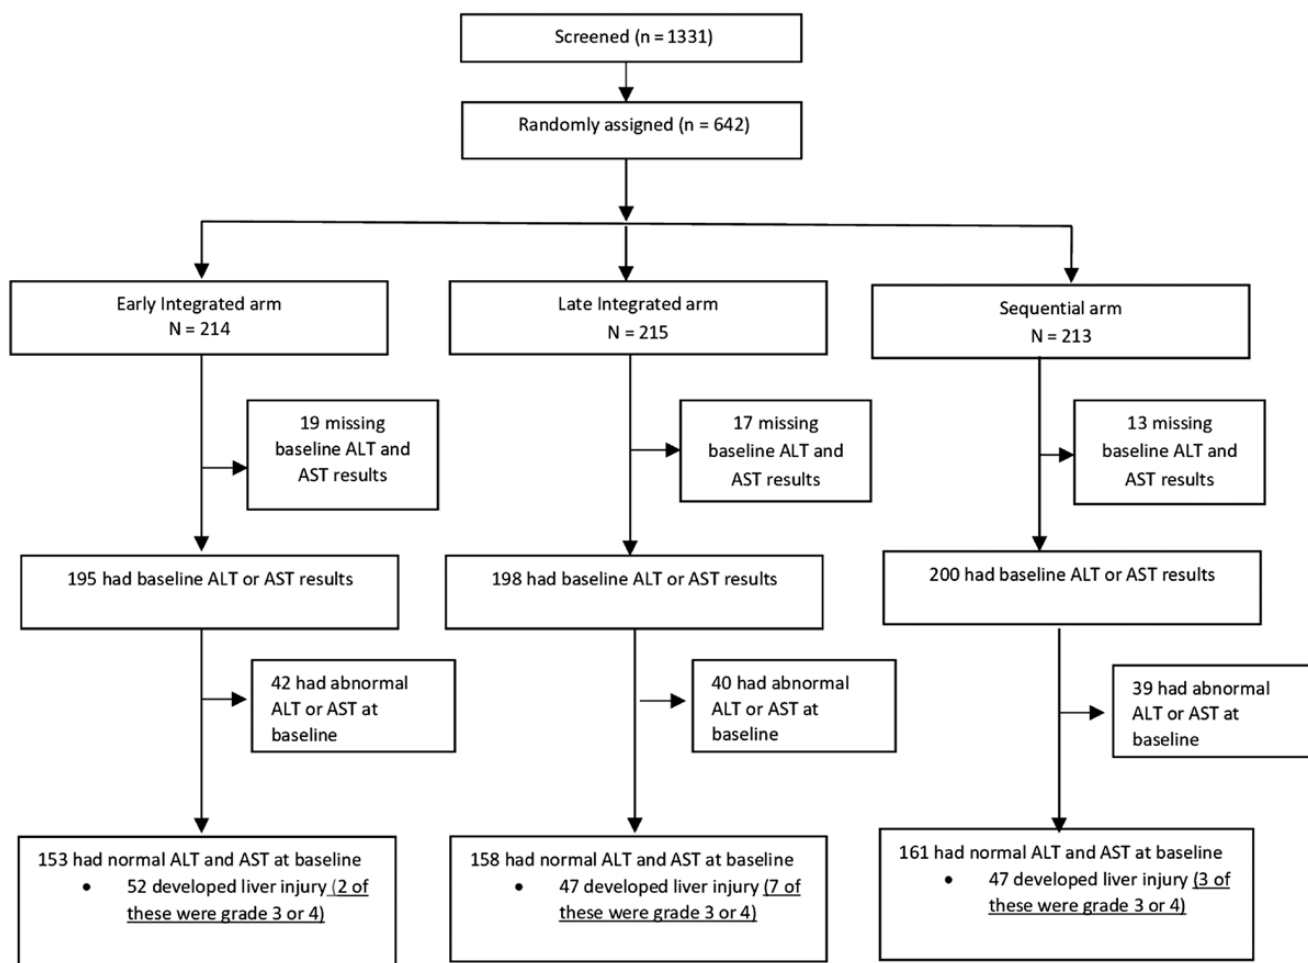 Screened (n = 1331)
Randomly assigned (n = 642)
Early Integrated arm
N = 214
Late Integrated arm
N = 215
Sequential arm
N = 213
19 missing
baseline ALT and
AST results
17 missing
baseline ALT and
AST results
13 missing
baseline ALT and
AST results
195 had baseline ALT or AST results
198 had baseline ALT or AST results
200 had baseline ALT or AST results
42 had abnormal
ALT or AST at
baseline
40 had abnormal
ALT or AST at
baseline
39 had abnormal
ALT or AST at
baseline
153 had normal ALT and AST at baseline
• 52 developed liver injury (2 of
these were grade 3 or 4)
158 had normal ALT and AST at baseline
• 47 developed liver injury (7 of
these were grade 3 or 4)
161 had normal ALT and AST at baseline
• 47 developed liver injury (3 of
these were grade 3 or 4)